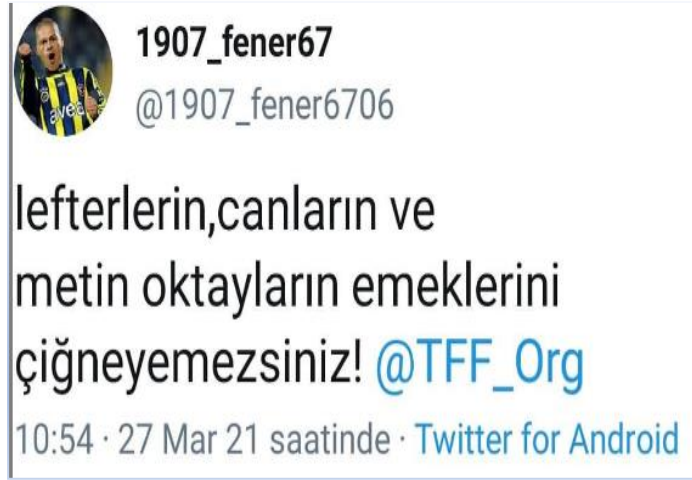 1907_fener67
@1907_fener6706
lefterlerin,canların ve
metin oktayların emeklerini
çiğneyemezsiniz! @TFF_Org
10:54 · 27 Mar 21 saatinde · Twitter for Android
avea